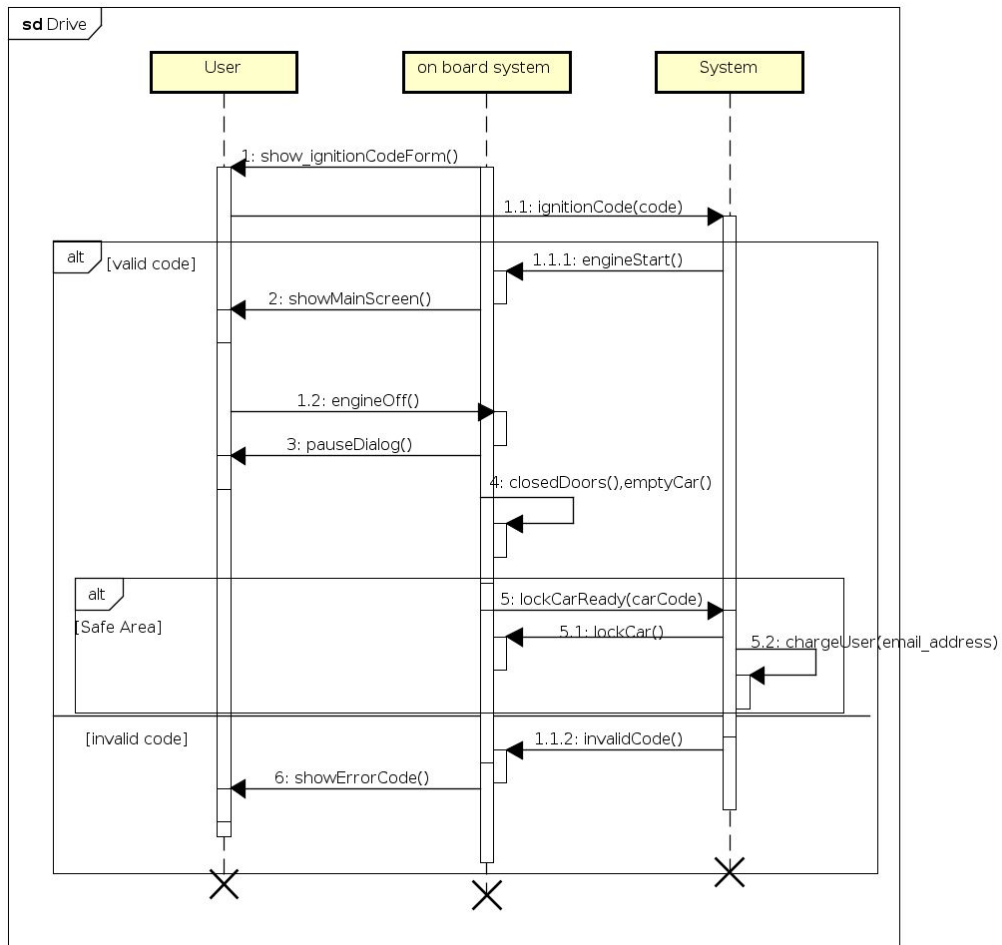 sd Drive
User
on board system
System
1: show_ignitionCodeForm()
1.1: ignitionCode(code)
alt
[valid code]
1.1.1: engineStart()
2: showMainScreen()
1.2: engineOff()
3: pauseDialog()
4: closedDoors(),emptyCar()
alt
5: lockCarReady(carCode)
[Safe Area]
5.1: lockCar()
5.2: chargeUser(email_address)
[invalid code]
1.1.2: invalidCode()
6: showErrorCode()